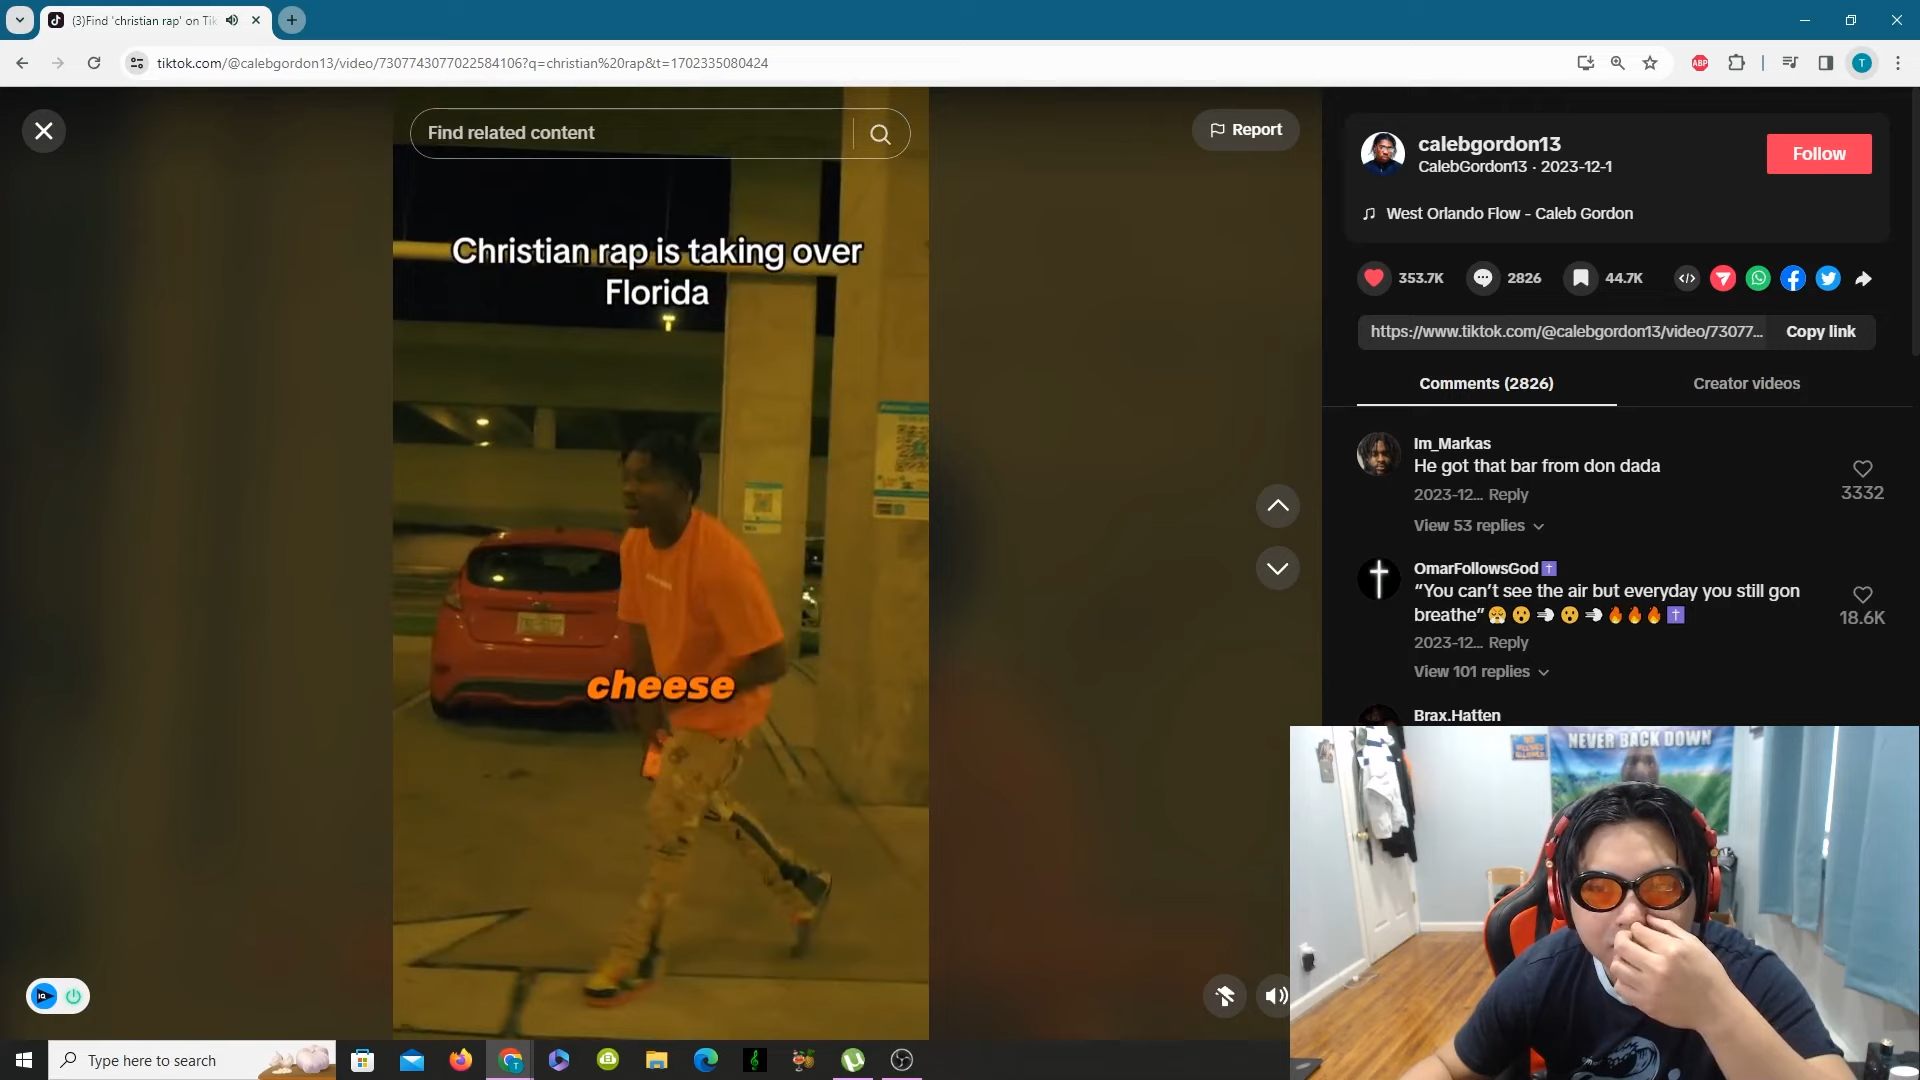 (3)Find 'christian rap' on Tik
tiktok.com/@calebgordon13/video/7307743077022584106?q=christian%20rap&t=1702335080424
ABP
T
Find related content
Report
Christian rap is taking over
Florida
cheese
calebgordon13
CalebGordon13 · 2023-12-1
Follow
West Orlando Flow - Caleb Gordon
353.7K
2826
44.7K
https://www.tiktok.com/@calebgordon13/video/73077...
Copy link
Comments (2826)
Creator videos
Im_Markas
He got that bar from don dada
3332
2023-12... Reply
View 53 replies
OmarFollowsGod
“You can’t see the air but everyday you still gon
breathe”
18.6K
2023-12... Reply
View 101 replies
Brax.Hatten
NEVER BACK DOWN
IQ
Type here to search